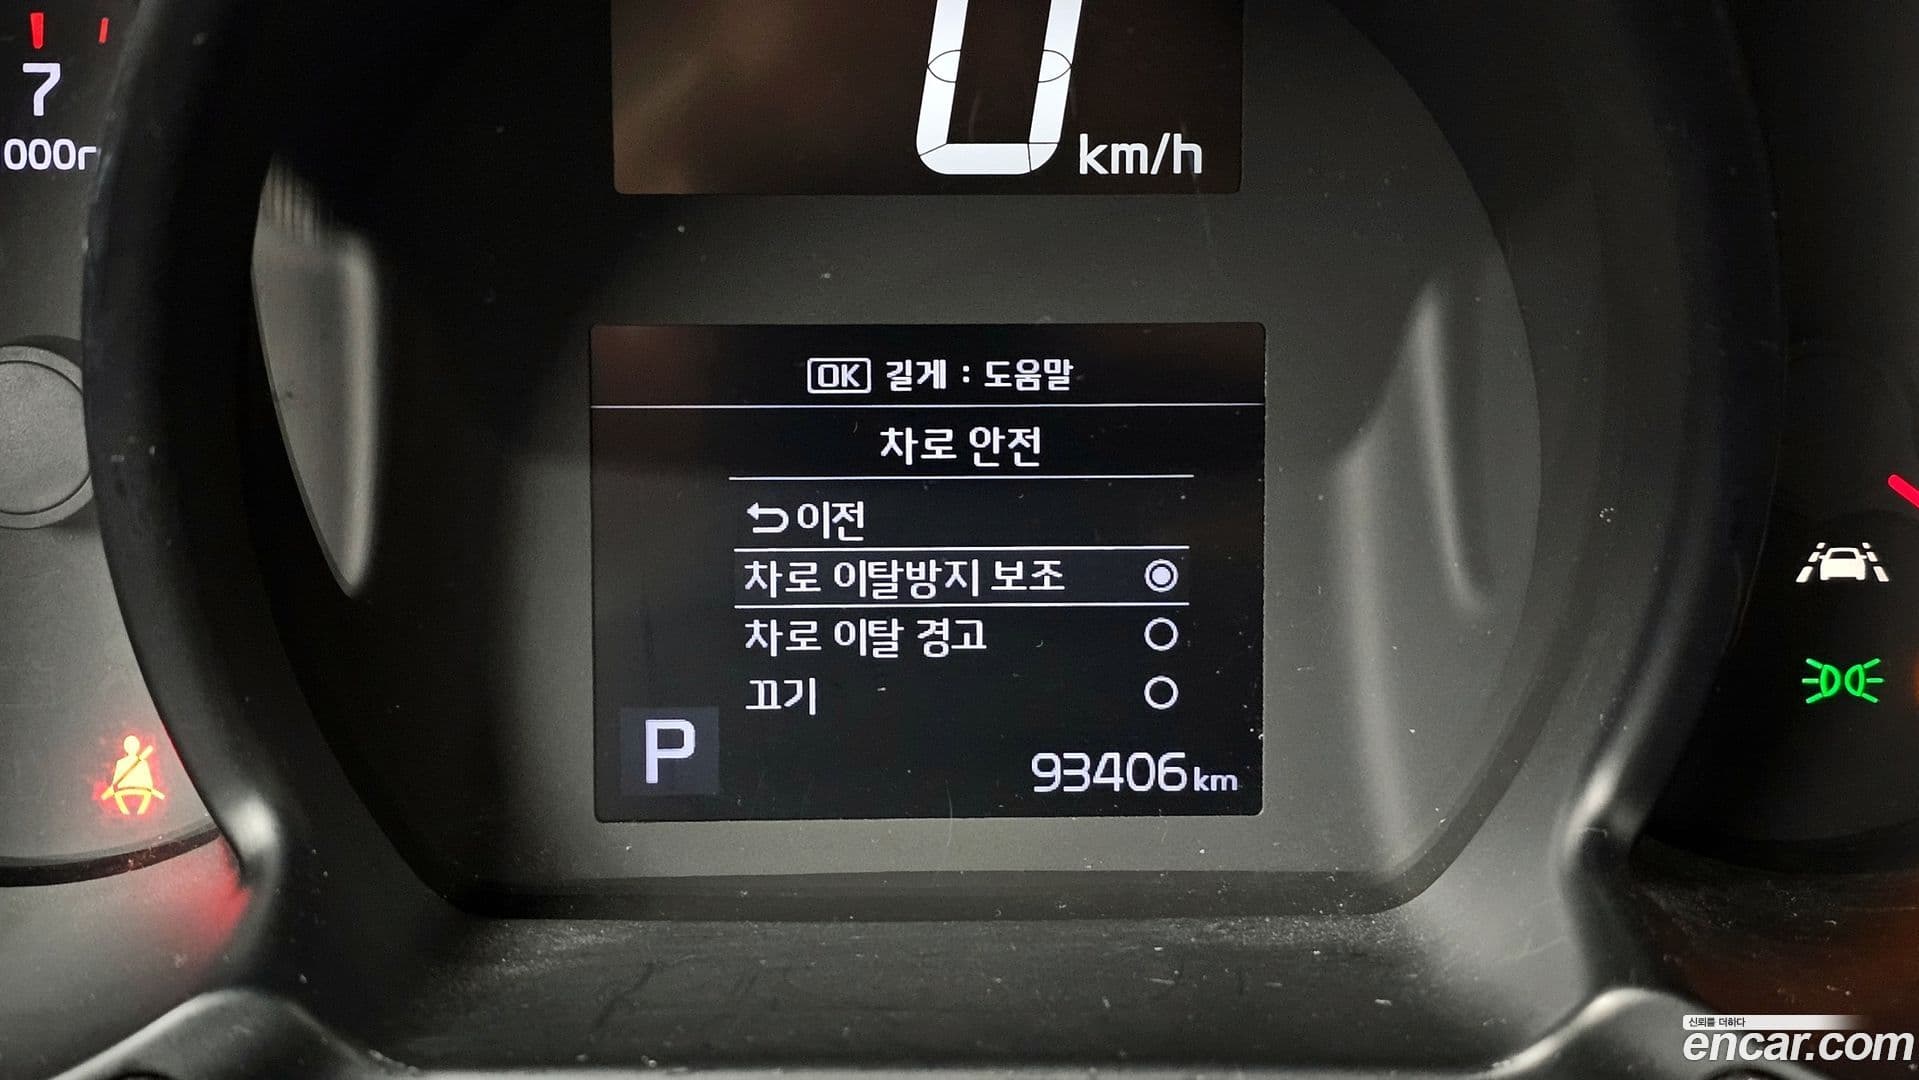 7
000r
0 km/h
OK 길게 : 도움말
차로 안전
이전
차로 이탈방지 보조
차로 이탈 경고
끄기
P
93406 km
신뢰를 더하다
encar.com